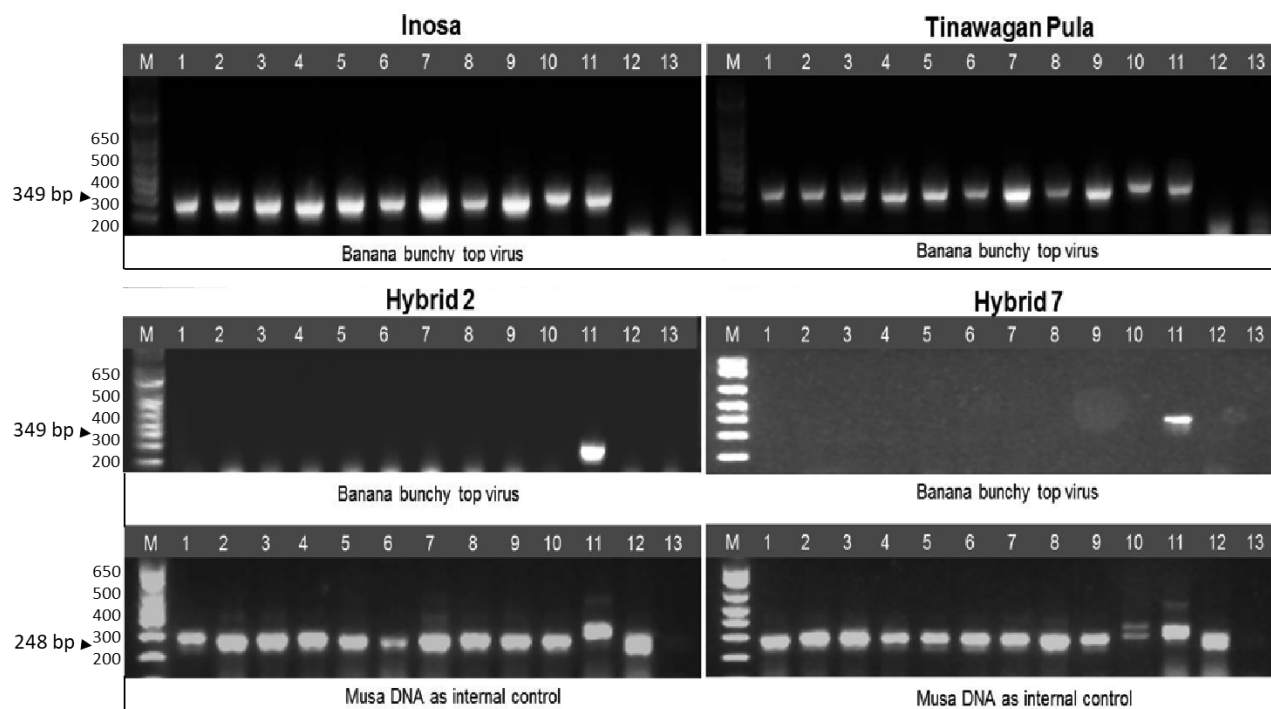 Inosa
Tinawagan Pula
M 1 2 3 4 5 6 7 8 9 10 11 12 13
M 1 2 3 4 5 6 7 8 9 10 11 12 13
650
500
400
349 bp
300
200
Banana bunchy top virus
Banana bunchy top virus
Hybrid 2
Hybrid 7
M 1 2 3 4 5 6 7 8 9 10 11 12 13
M 1 2 3 4 5 6 7 8 9 10 11 12 13
650
500
400
349 bp
300
200
Banana bunchy top virus
Banana bunchy top virus
M 1 2 3 4 5 6 7 8 9 10 11 12 13
M 1 2 3 4 5 6 7 8 9 10 11 12 13
650
500
400
300
248 bp
200
Musa DNA as internal control
Musa DNA as internal control